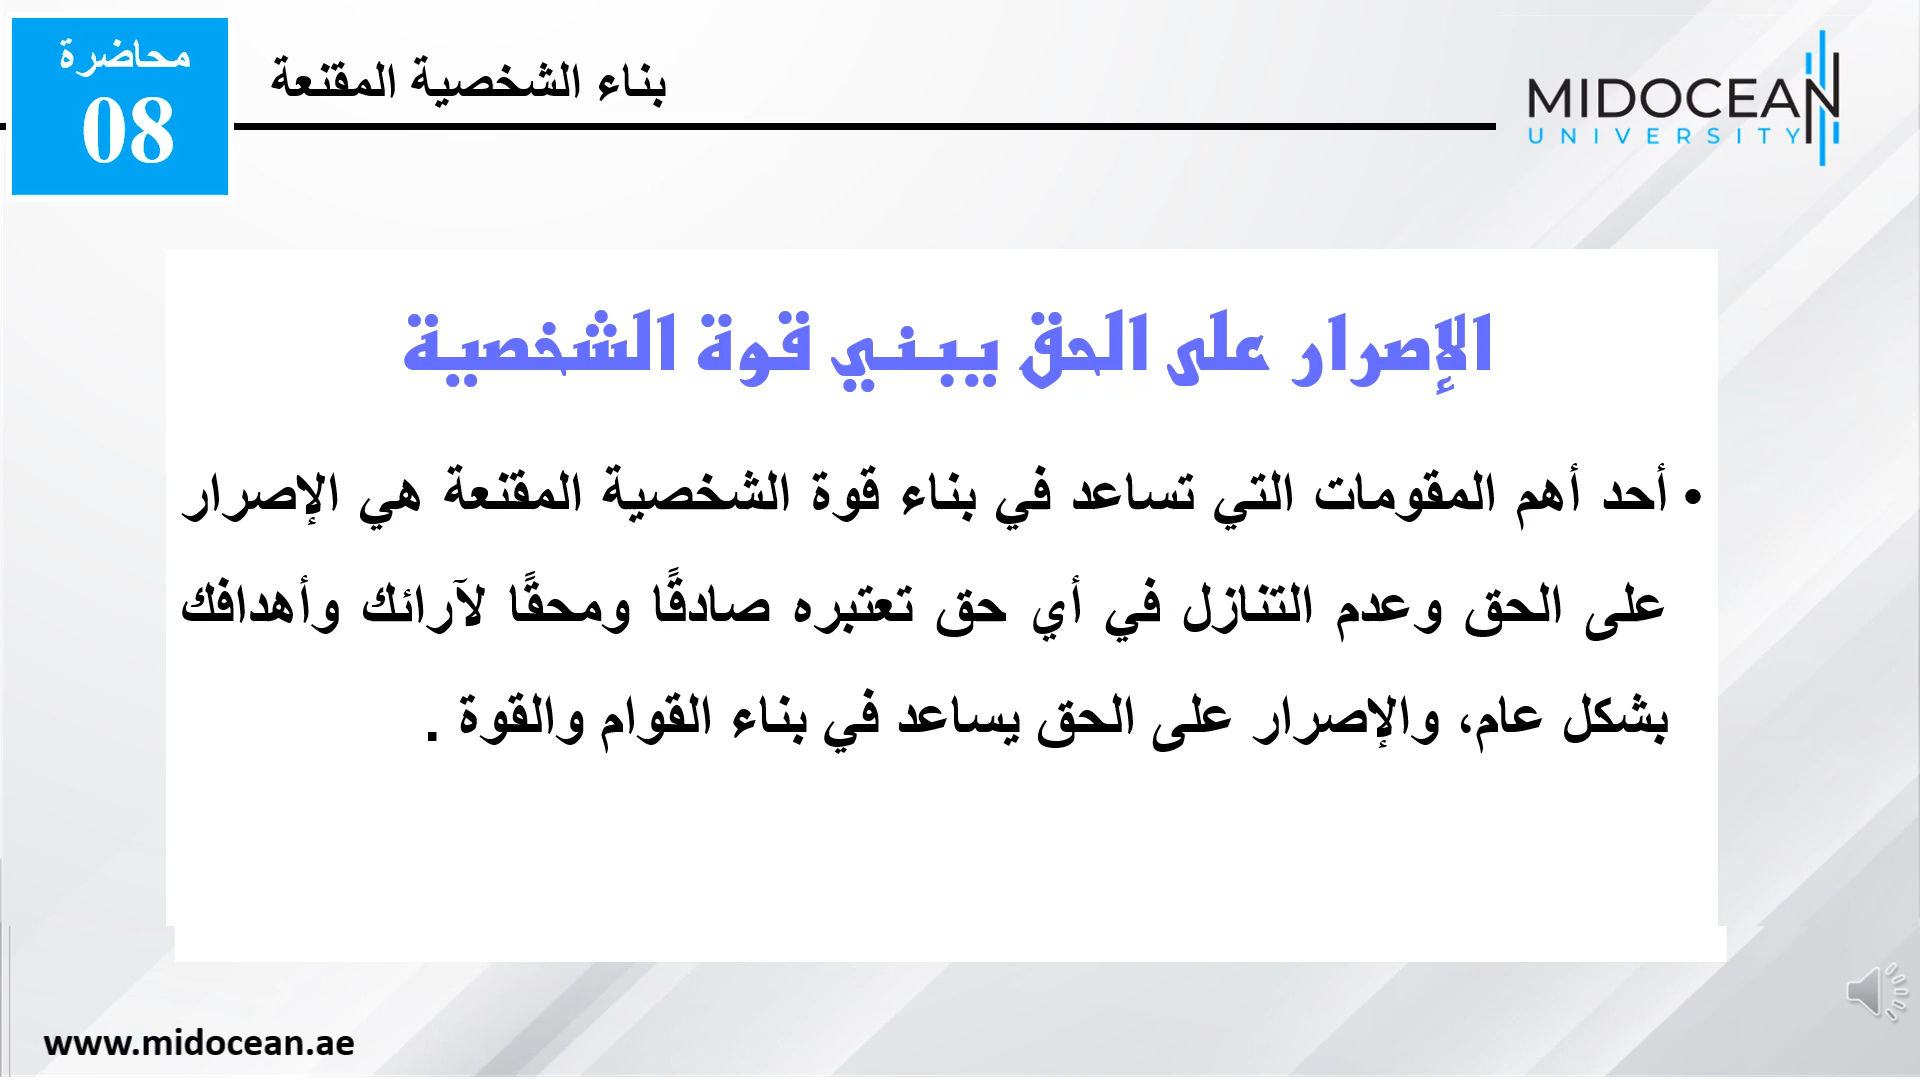 محاضرة
08
بناء الشخصية المقنعة
MIDOCEAN
UNIVERSITY
الإصرار على الحق يبني قوة الشخصية
• أحد أهم المقومات التي تساعد في بناء قوة الشخصية المقنعة هي الإصرار
على الحق وعدم التنازل في أي حق تعتبره صادقًا ومحقًا لآرائك وأهدافك
بشكل عام، والإصرار على الحق يساعد في بناء القوام والقوة .
www.midocean.ae